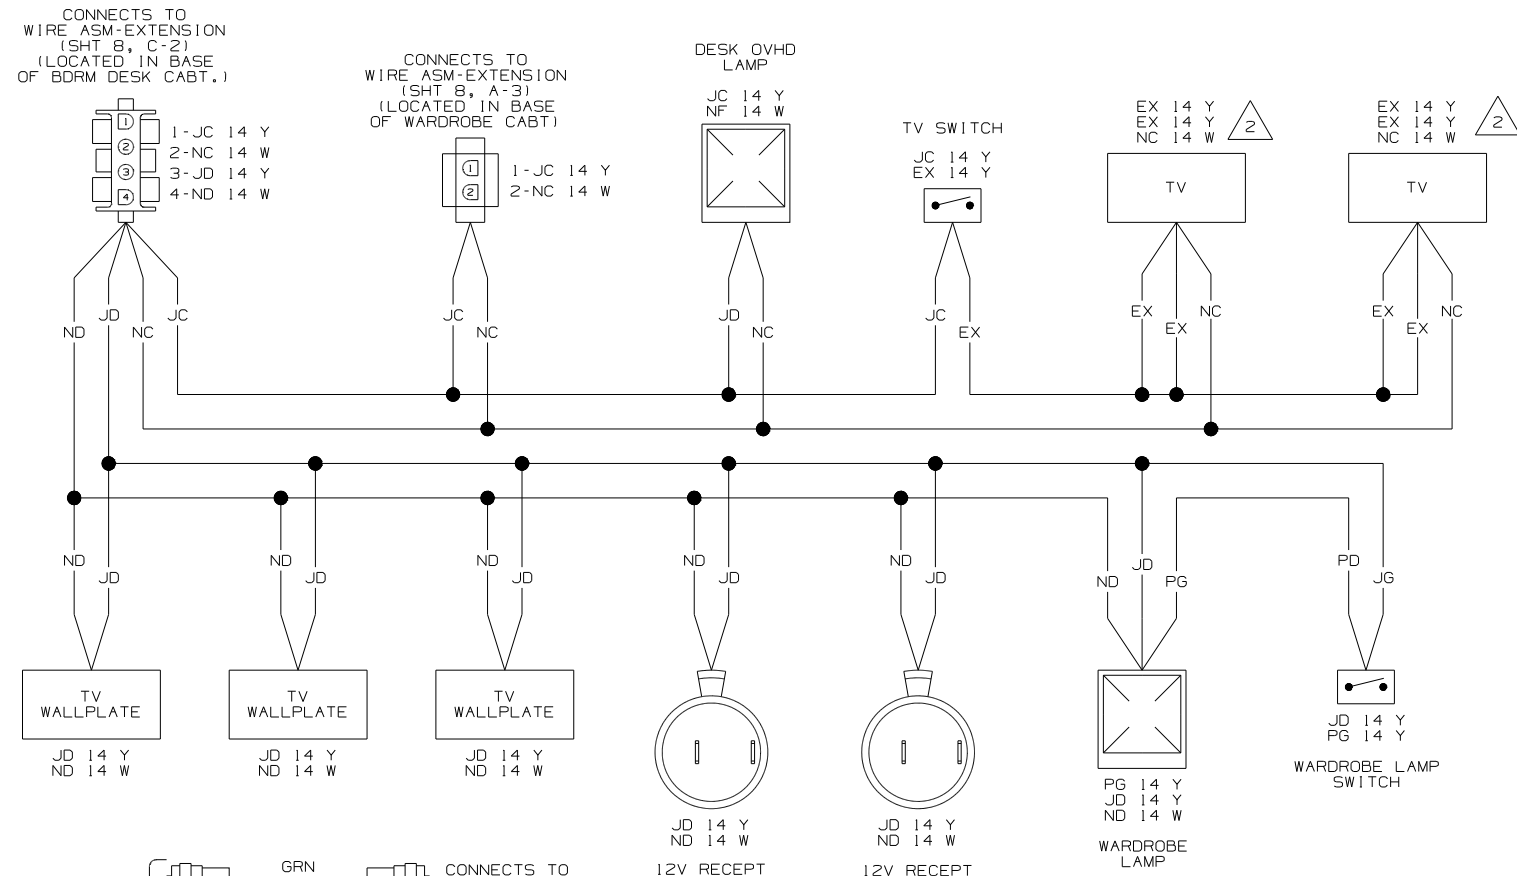 CONNECTS TO
WIRE ASM-EXTENSION
(SHT 8, C-2)
(LOCATED IN BASE
OF BDRM DESK CABT.)
1
2
3
4
1-JC 14 Y
2-NC 14 W
3-JD 14 Y
4-ND 14 W
CONNECTS TO
WIRE ASM-EXTENSION
(SHT 8, A-3)
(LOCATED IN BASE
OF WARDROBE CABT)
1
2
1-JC 14 Y
2-NC 14 W
DESK OVHD
LAMP
JC 14 Y
NF 14 W
TV SWITCH
JC 14 Y
EX 14 Y
EX 14 Y
EX 14 Y
NC 14 W
2
TV
EX 14 Y
EX 14 Y
NC 14 W
2
TV
ND
JD
NC
JC
JC
NC
JD
NC
JC
EX
EX
EX
NC
EX
EX
NC
ND
JD
ND
JD
ND
JD
ND
JD
ND
JD
ND
JD
PG
PD
JG
TV
WALLPLATE
JD 14 Y
ND 14 W
TV
WALLPLATE
JD 14 Y
ND 14 W
TV
WALLPLATE
JD 14 Y
ND 14 W
JD 14 Y
ND 14 W
12V RECEPT
JD 14 Y
ND 14 W
12V RECEPT
PG 14 Y
JD 14 Y
ND 14 W
WARDROBE
LAMP
JD 14 Y
PG 14 Y
WARDROBE LAMP
SWITCH
GRN
CONNECTS TO